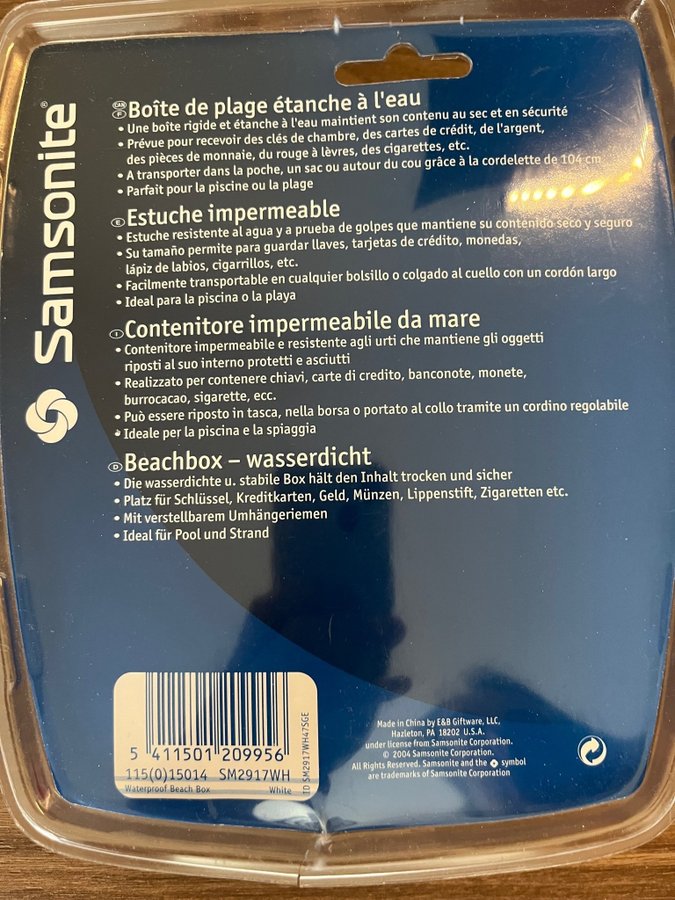 Samsonite®
CAN F Boîte de plage étanche à l'eau
• Une boîte rigide et étanche à l'eau maintient son contenu au sec et en sécurité
• Prévue pour recevoir des clés de chambre, des cartes de crédit, de l'argent,
des pièces de monnaie, du rouge à lèvres, des cigarettes, etc.
• A transporter dans la poche, un sac ou autour du cou grâce à la cordelette de 104 cm
• Parfait pour la piscine ou la plage
E Estuche impermeable
• Estuche resistente al agua y a prueba de golpes que mantiene su contenido seco y seguro
• Su tamaño permite para guardar llaves, tarjetas de crédito, monedas,
lápiz de labios, cigarrillos, etc.
• Facilmente transportable en cualquier bolsillo o colgado al cuello con un cordón largo
• Ideal para la piscina o la playa
I Contenitore impermeabile da mare
• Contenitore impermeabile e resistente agli urti che mantiene gli oggetti
riposti al suo interno protetti e asciutti
• Realizzato per contenere chiavi, carte di credito, banconote, monete,
burrocacao, sigarette, ecc.
• Può essere riposto in tasca, nella borsa o portato al collo tramite un cordino regolabile
• Ideale per la piscina e la spiaggia
D Beachbox – wasserdicht
• Die wasserdichte u. stabile Box hält den Inhalt trocken und sicher
• Platz für Schlüssel, Kreditkarten, Geld, Münzen, Lippenstift, Zigaretten etc.
• Mit verstellbarem Umhängeriemen
• Ideal für Pool und Strand
5 411501 209956
115(0)15014 SM2917WH
Waterproof Beach Box White
TD SM2917WH47SGE
Made in China by E&B Giftware, LLC,
Hazleton, PA 18202 U.S.A.
under license from Samsonite Corporation.
© 2004 Samsonite Corporation.
All Rights Reserved. Samsonite and the symbol
are trademarks of Samsonite Corporation